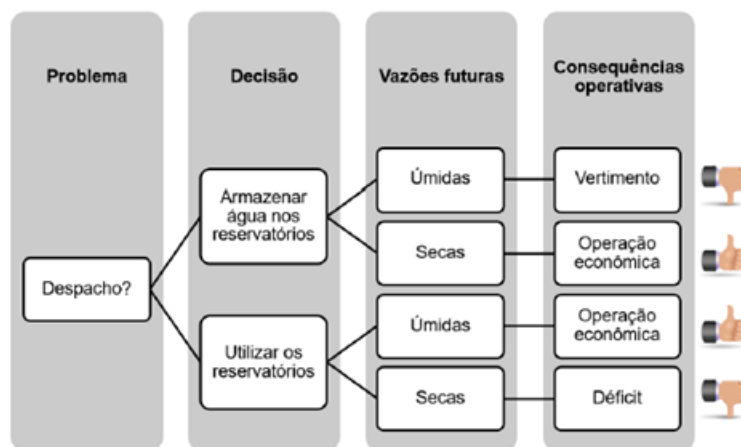 Problema
Decisão
Vazões futuras
Consequências
operativas
Despacho?
Armazenar
água nos
reservatórios
Utilizar os
reservatórios
Úmidas
Secas
Úmidas
Secas
Vertimento
Operação
econômica
Operação
econômica
Déficit